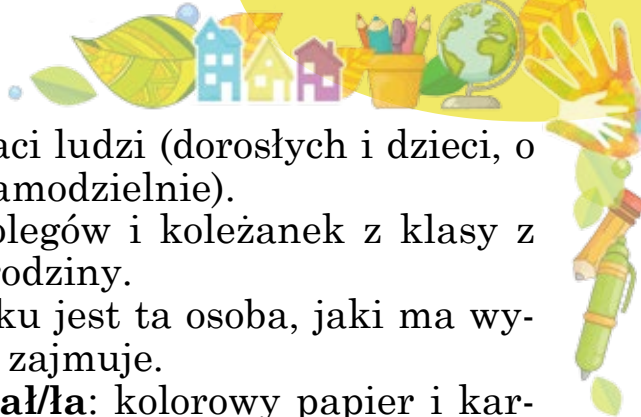 aci ludzi (dorosłych i dzieci, o
amodzielnie).
olegów i koleżanek z klasy z
rodziny.
ku jest ta osoba, jaki ma wy-
zajmuje.
ał/ła: kolorowy papier i kar-